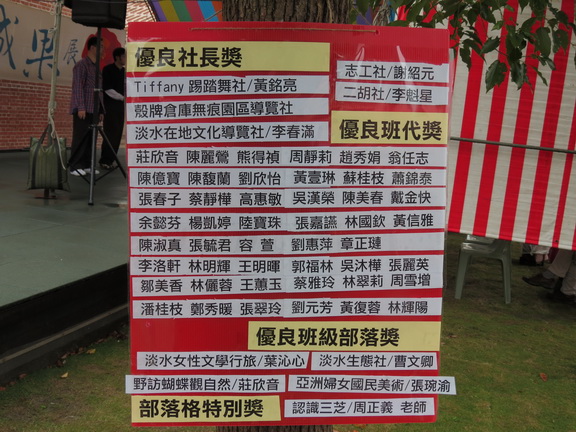 成果展
優良社長獎
志工社/謝紹元
Tiffany 踢踏舞社/黃銘亮
二胡社/李魁星
殼牌倉庫無痕園區導覽社
優良班代獎
淡水在地文化導覽社/李春滿
莊欣音 陳麗鶯 熊得禎 周靜莉 趙秀娟 翁任志
陳億寶 陳馥蘭 劉欣怡 黃壹琳 蘇桂枝 蕭錦泰
張春子 蔡靜樺 高惠敏 吳漢榮 陳美春 戴金快
余懿芬 楊凱婷 陸寶珠 張嘉讌 林國欽 黃信雅
陳淑真 張毓君 容 萱 劉惠萍 章正琎
李洛軒 林明輝 王明暉 郭福林 吳沐樺 張麗英
鄒美香 林儷蓉 王蕙玉 蔡雅玲 林翠莉 周雪增
潘桂枝 鄭秀暖 張翠玲 劉元芳 黃復蓉 林輝陽
優良班級部落獎
淡水女性文學行旅/葉沁心 淡水生態社/曹文卿
野訪蝴蝶觀自然/莊欣音 亞洲婦女國民美術/張琬渝
部落格特別獎 認識三芝/周正義 老師